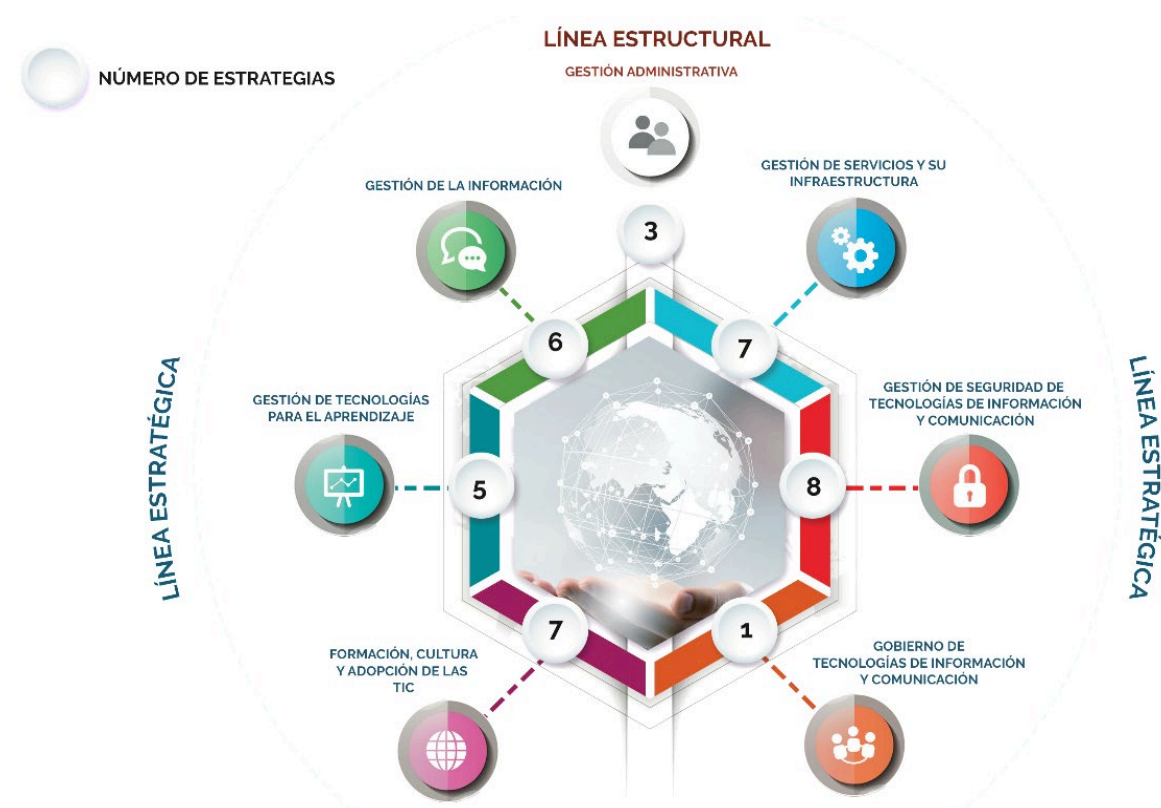 LÍNEA ESTRUCTURAL
GESTIÓN ADMINISTRATIVA
NÚMERO DE ESTRATEGIAS
GESTIÓN DE SERVICIOS Y SU
INFRAESTRUCTURA
GESTIÓN DE LA INFORMACIÓN
3
6
7
LÍNEA ESTRATÉGICA
GESTIÓN DE TECNOLOGÍAS
PARA EL APRENDIZAJE
GESTIÓN DE SEGURIDAD DE
TECNOLOGÍAS DE INFORMACIÓN
Y COMUNICACIÓN
LÍNEA ESTRATÉGICA
5
8
7
1
FORMACIÓN, CULTURA
Y ADOPCIÓN DE LAS
TIC
GOBIERNO DE
TECNOLOGÍAS DE INFORMACIÓN
Y COMUNICACIÓN